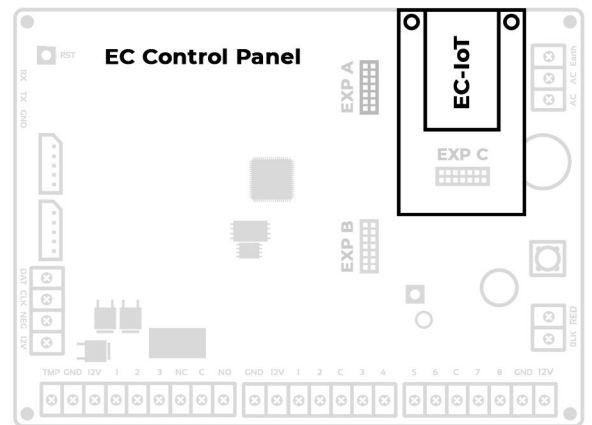 RST
EC Control Panel
EXP A
EC-IoT
Earth
AC
AC
RX
TX
GND
EXP C
EXP B
DAT
CLK
NEG
12V
RED
BLK
TMP GND 12V 1 2 3 NC C NO
GND 12V 1 2 C 3 4
5 6 C 7 8 GND 12V